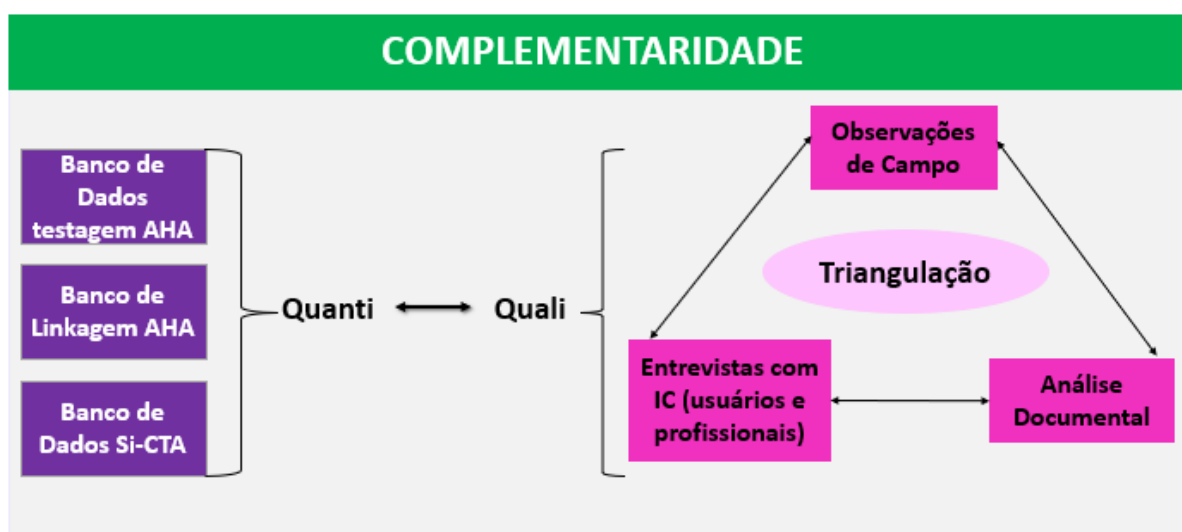 COMPLEMENTARIDADE
Banco de
Dados
testagem AHA
Banco de
Linkagem AHA
Banco de
Dados Si-CTA
Quanti
Quali
Observações
de Campo
Triangulação
Entrevistas com
IC (usuários e
profissionais)
Análise
Documental